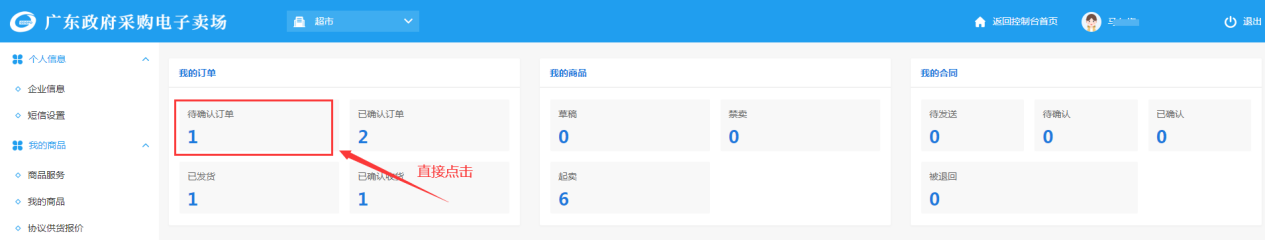 广东政府采购电子卖场
超市
返回控制台首页
马
退出
个人信息
企业信息
短信设置
我的商品
商品服务
我的商品
协议供货报价
我的订单
待确认订单
1
已确认订单
2
已发货
1
已确认收货
1
直接点击
我的商品
草稿
0
禁卖
0
起卖
6
我的合同
待发送
0
待确认
0
已确认
0
被退回
0